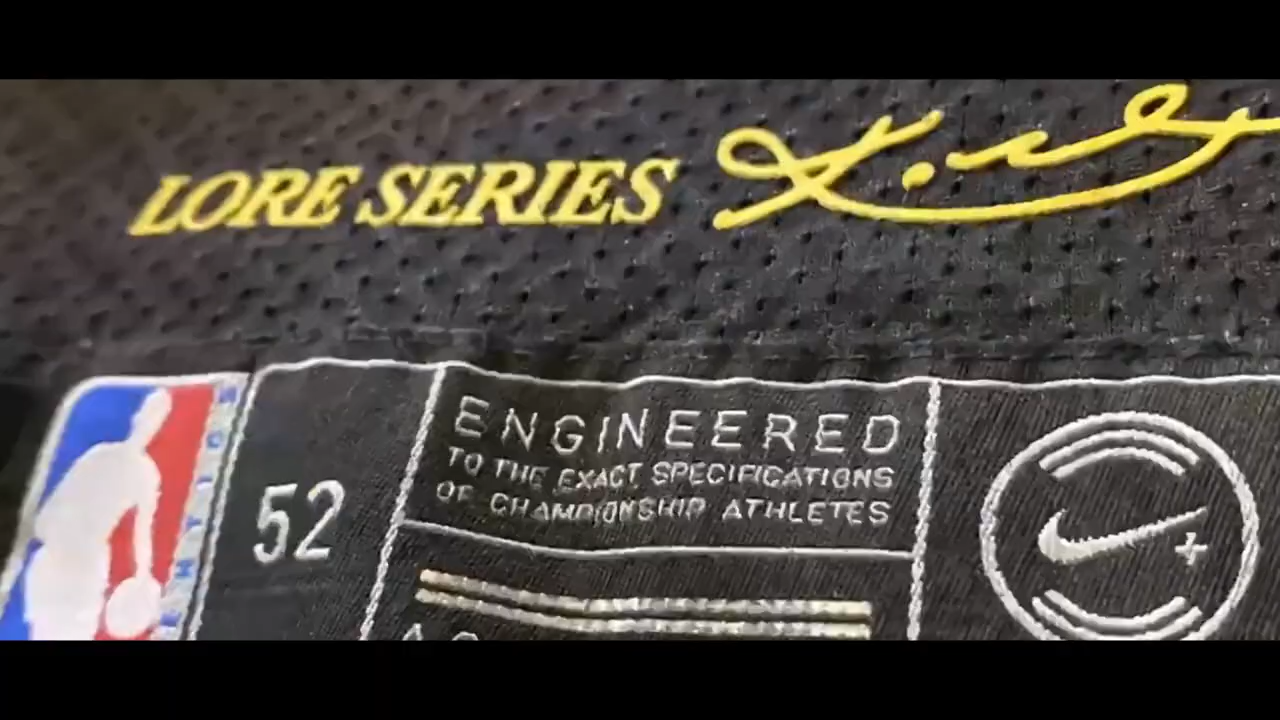 LORE SERIES
52
ENGINEERED
TO THE EXACT SPECIFICATIONS
OF CHAMPIONSHIP ATHLETES